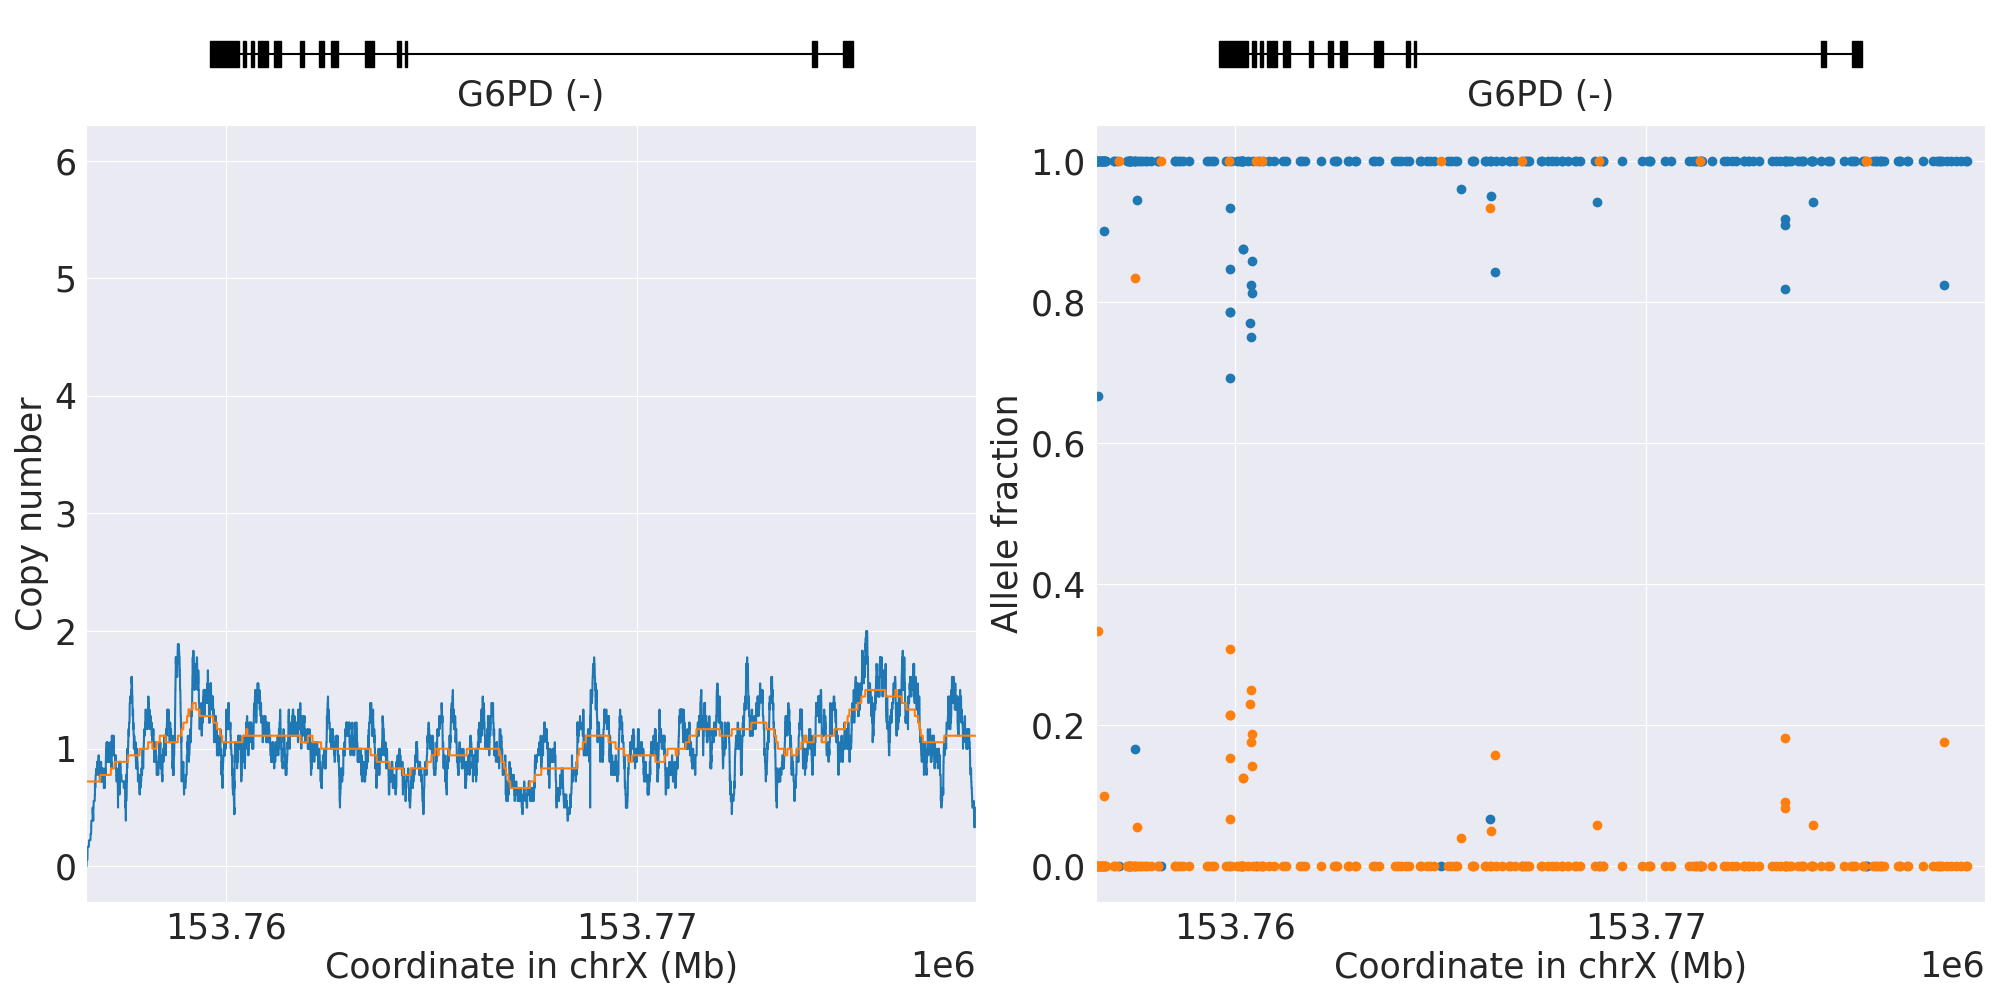 G6PD (-)
G6PD (-)
Copy number
6
5
4
3
2
1
0
153.76
153.77
Coordinate in chrX (Mb)
1e6
Allele fraction
1.0
0.8
0.6
0.4
0.2
0.0
153.76
153.77
Coordinate in chrX (Mb)
1e6